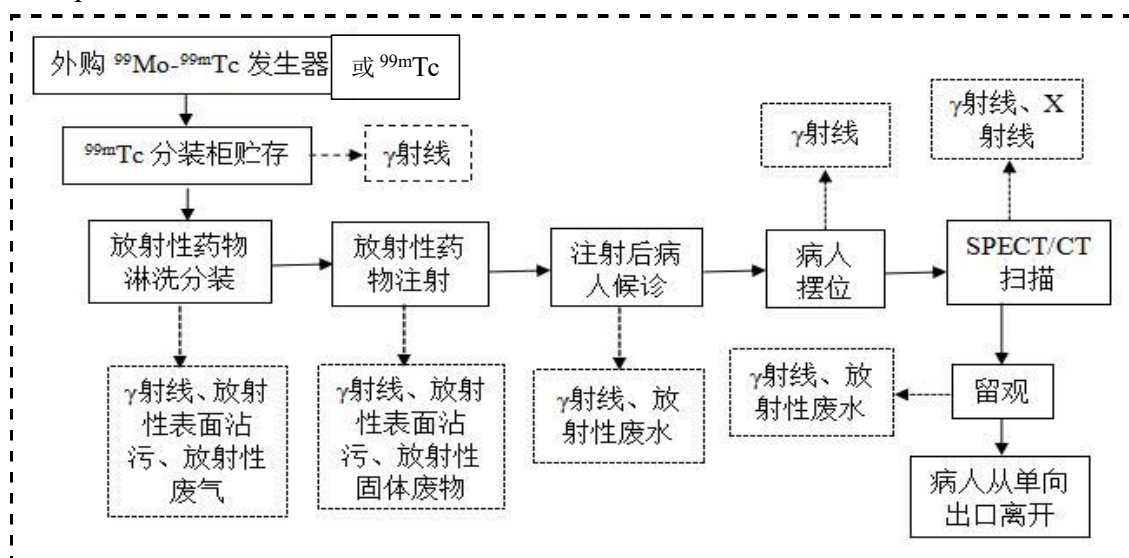 外购 ⁹⁹Mo-⁹⁹ᵐTc 发生器
或 ⁹⁹ᵐTc
⁹⁹ᵐTc 分装柜贮存
γ射线
γ射线
γ射线、X
射线
放射性药物
淋洗分装
放射性药
物注射
注射后病
人候诊
病人
摆位
SPECT/CT
扫描
γ射线、放射
性表面沾
污、放射性
废气
γ射线、放射
性表面沾
污、放射性
固体废物
γ射线、放
射性废水
γ射线、放
射性废水
留观
病人从单向
出口离开